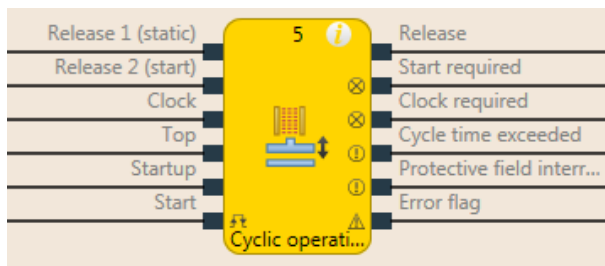 Release 1 (static)
5
i
Release
Release 2 (start)
Start required
Clock
Clock required
Top
Cycle time exceeded
Startup
Protective field interr...
Start
Error flag
Cyclic operati...